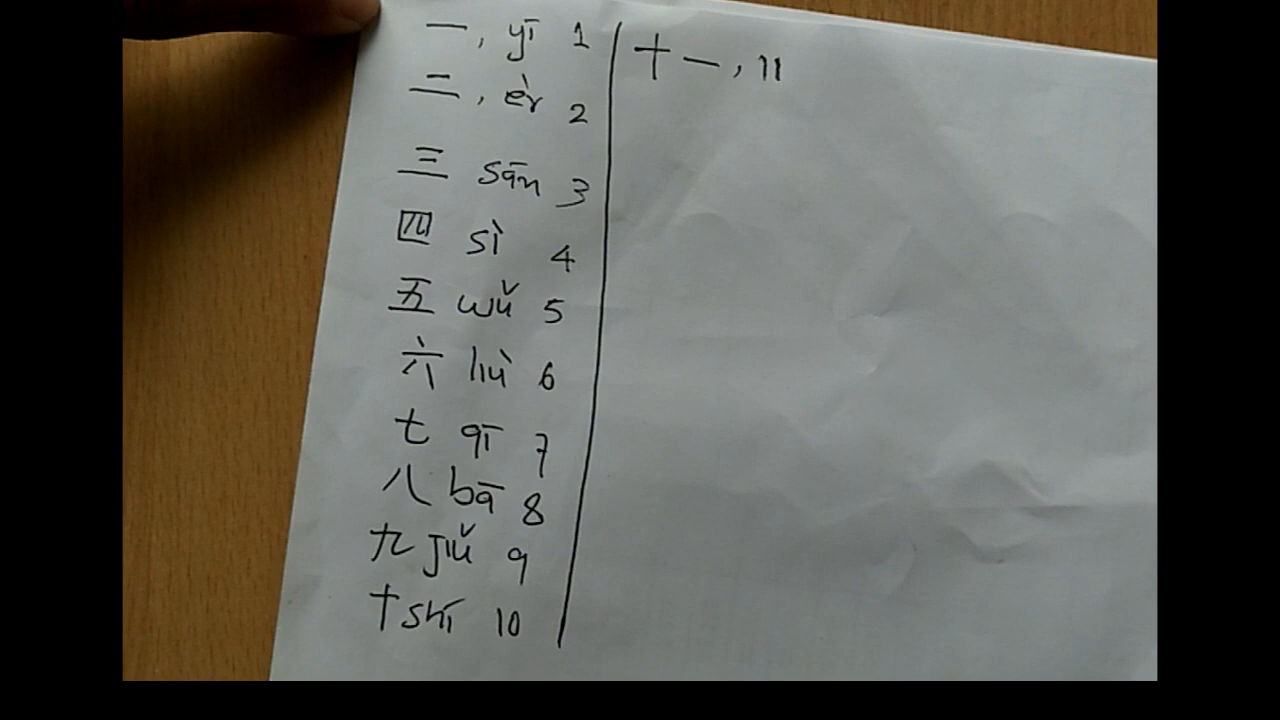 一, yī 1
二, èr 2
三 sān 3
四 sì 4
五 wǔ 5
六 liù 6
七 qī 7
八 bā 8
九 jiǔ 9
十 shī 10
十一, 11